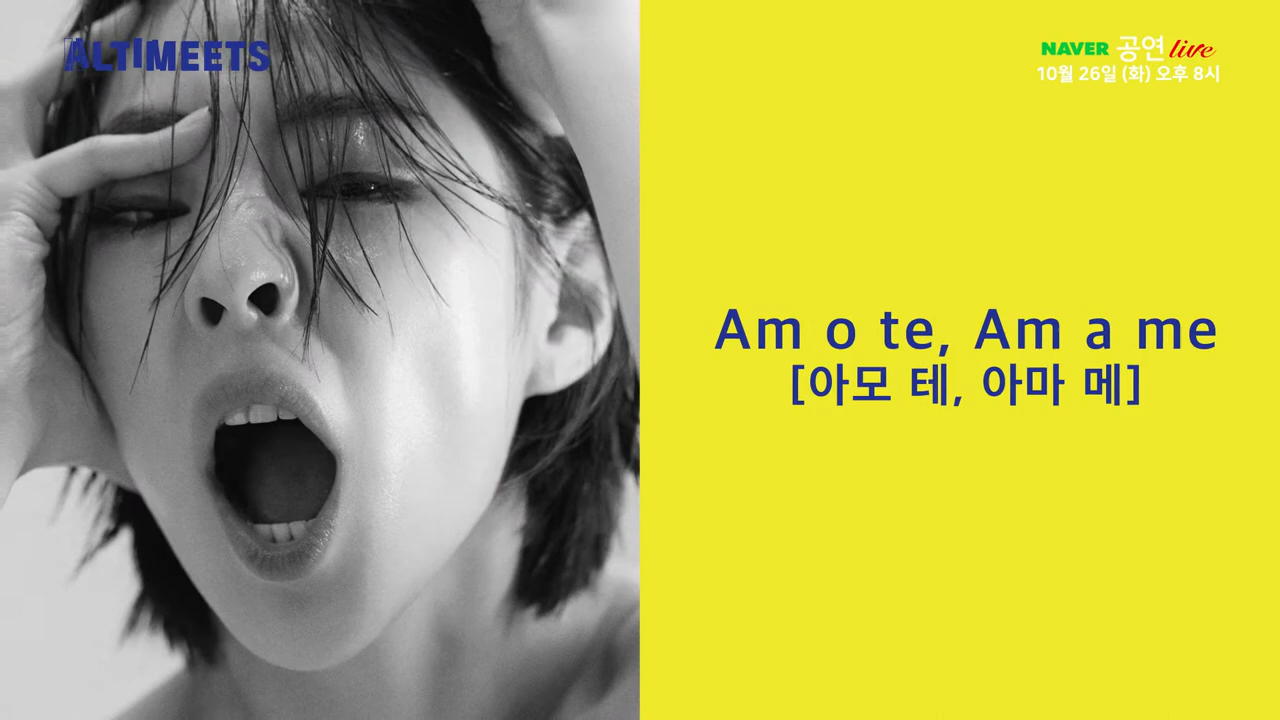 ALTIMEETS
NAVER 공연 live
10월 26일 (화) 오후 8시
Am o te, Am a me
[아모 테, 아마 메]